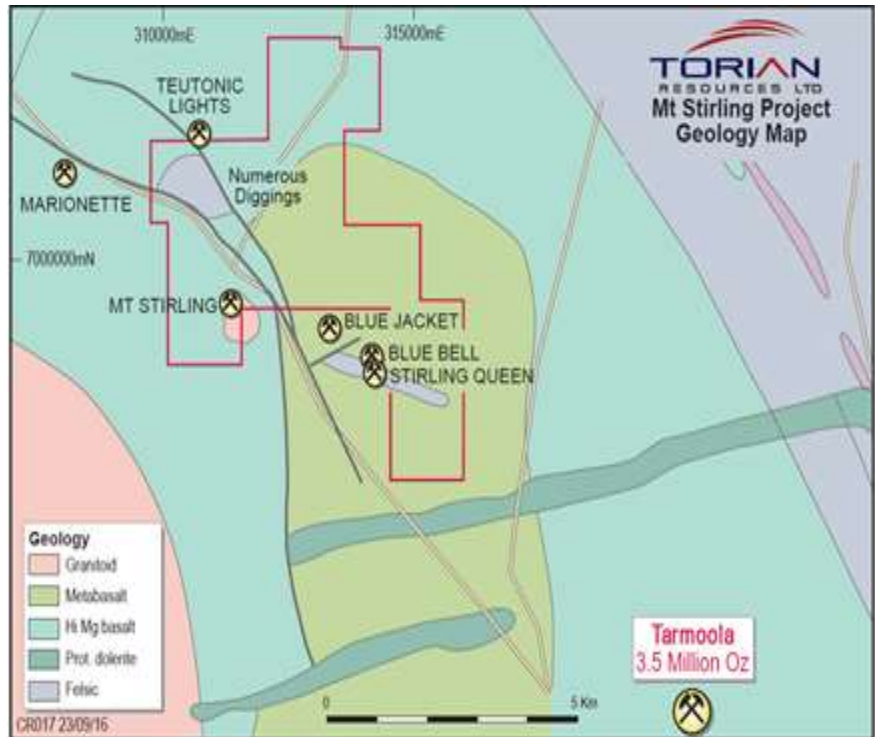 310000mE
315000mE
TORIAN
RESOURCES LTD
Mt Stirling Project
Geology Map
TEUTONIC
LIGHTS
Numerous
Diggings
MARIONETTE
7000000mN
MT STIRLING
BLUE JACKET
BLUE BELL
STIRLING QUEEN
Geology
Granitoid
Metabasalt
Hi Mg basalt
Prot. dolerite
Felsic
Tarmoola
3.5 Million Oz
0
5 Km
CR017 23/09/16